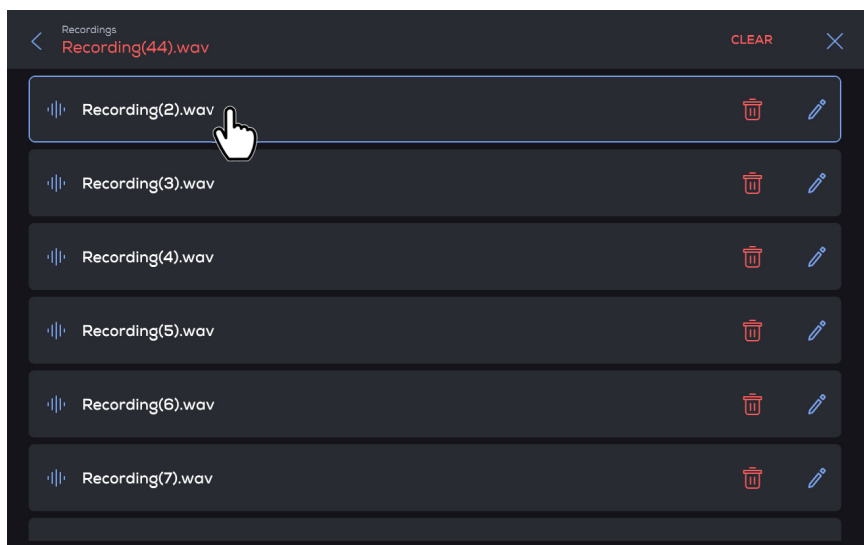 Recordings
Recording(44).wav
CLEAR
Recording(2).wav
Recording(3).wav
Recording(4).wav
Recording(5).wav
Recording(6).wav
Recording(7).wav